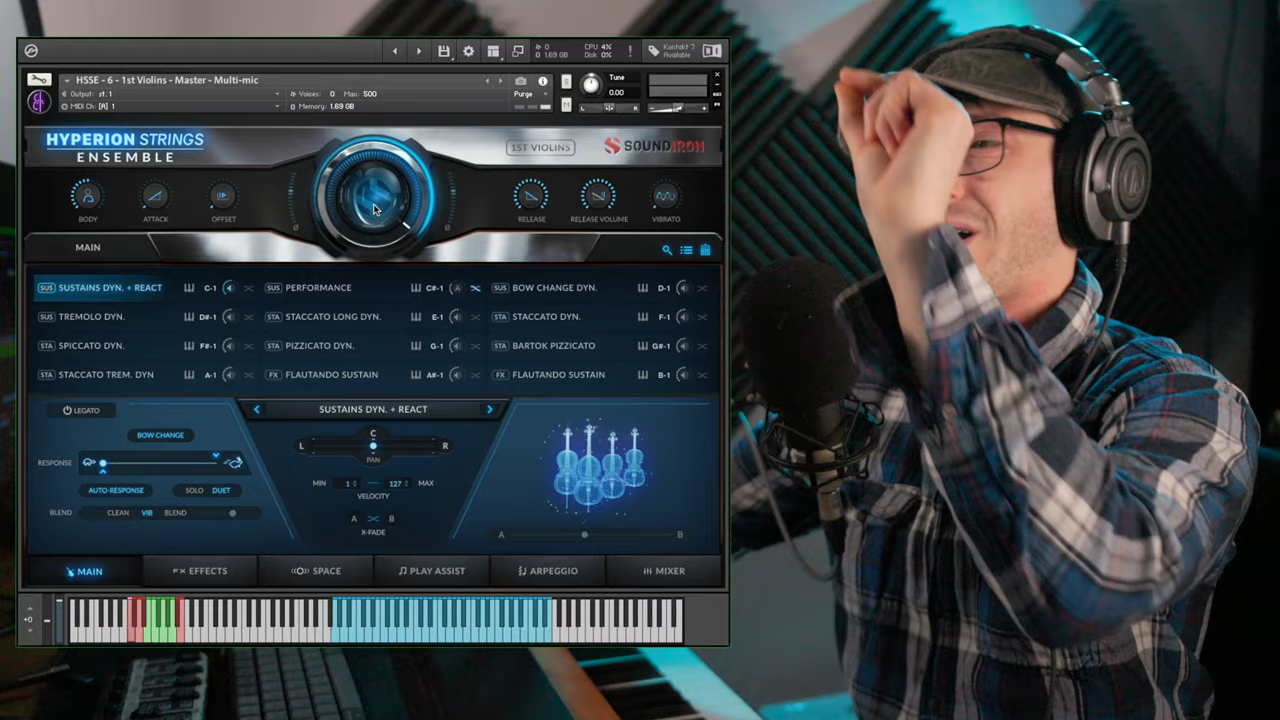 0
1.69 GB
CPU 4%
Disk 0%
!
Kontakt 7
Available
HSSE - 6 - 1st Violins - Master - Multi-mic
Output: st. 1
Voices: 0 Max: 500
Purge
MIDI Ch: [A] 1
Memory: 1.69 GB
S
M
Tune
0.00
L R
AUX
PV
HYPERION STRINGS
ENSEMBLE
1ST VIOLINS
SOUNDIRON
BODY
ATTACK
OFFSET
RELEASE
RELEASE VOLUME
VIBRATO
MAIN
SUS SUSTAINS DYN. + REACT C-1
SUS PERFORMANCE C#-1 A
SUS BOW CHANGE DYN. D-1
SUS TREMOLO DYN. D#-1
STA STACCATO LONG DYN. E-1
STA STACCATO DYN. F-1
STA SPICCATO DYN. F#-1
STA PIZZICATO DYN. G-1
STA BARTOK PIZZICATO G#-1
STA STACCATO TREM. DYN A-1
FX FLAUTANDO SUSTAIN A#-1
FX FLAUTANDO SUSTAIN B-1
LEGATO
BOW CHANGE
RESPONSE
AUTO-RESPONSE SOLO DUET
BLEND CLEAN VIB BLEND
SUSTAINS DYN. + REACT
C
L R
PAN
MIN 1 127 MAX
VELOCITY
A B
X-FADE
A B
MAIN
FX EFFECTS
SPACE
PLAY ASSIST
ARPEGGIO
MIXER
+0